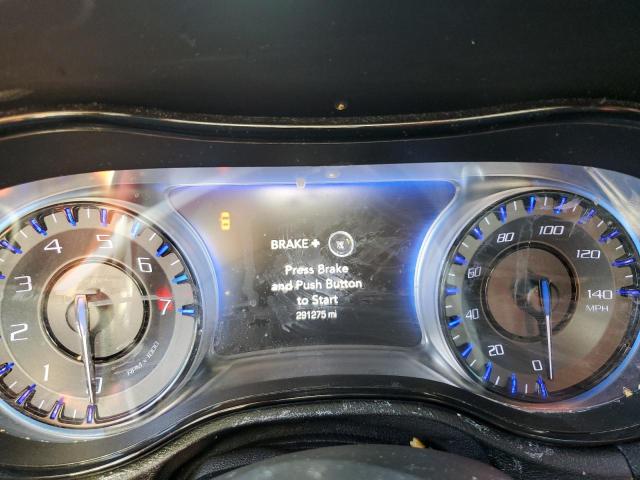 BRAKE +
Press Brake
and Push Button
to Start
291275 mi
0 1 2 3 4 5 6 7
RPM x 1000
0 20 40 60 80 100 120 140
MPH